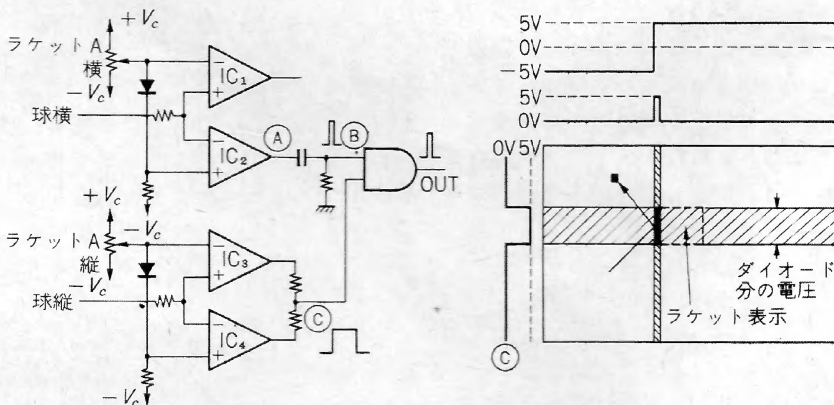 +Vc
ラケットA
横
−Vc
球横
−
IC₁
+
−
IC₂
+
Ⓐ
Ⓑ
OUT
−Vc
+Vc
ラケットA
縦
−Vc
球縦
−
IC₃
+
−
IC₄
+
Ⓒ
−Vc
5V
0V
−5V
5V
0V
0V 5V
ダイオード
分の電圧
ラケット表示
Ⓒ